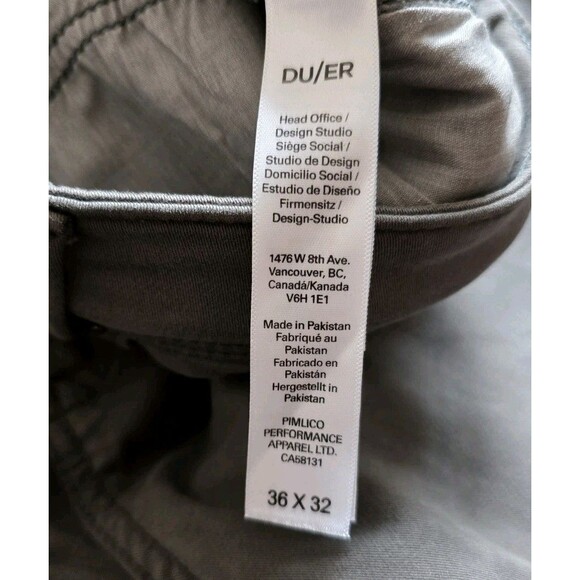 DU/ER
Head Office /
Design Studio
Siège Social /
Studio de Design
Domicilio Social /
Estudio de Diseño
Firmensitz /
Design-Studio
1476 W 8th Ave.
Vancouver, BC,
Canadá/Kanada
V6H 1E1
Made in Pakistan
Fabriqué au
Pakistan
Fabricado en
Pakistán
Hergestellt in
Pakistan
PIMLICO
PERFORMANCE
APPAREL LTD.
CA58131
36 X 32